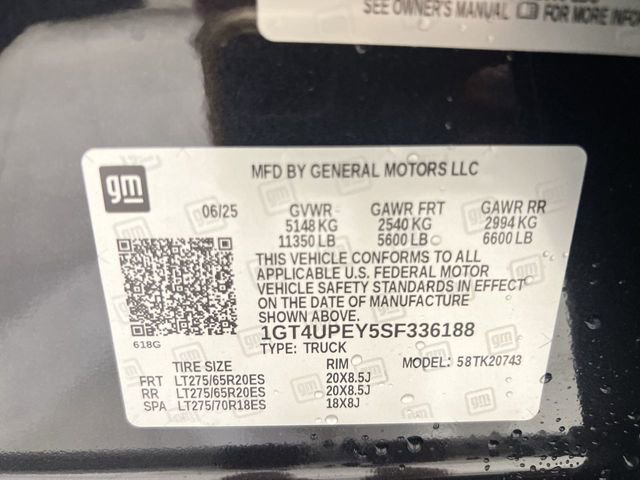 SEE OWNER'S MANUAL FOR MORE INFO
MFD BY GENERAL MOTORS LLC
gm
06/25 GVWR GAWR FRT GAWR RR
5148 KG 2540 KG 2994 KG
11350 LB 5600 LB 6600 LB
THIS VEHICLE CONFORMS TO ALL
APPLICABLE U.S. FEDERAL MOTOR
VEHICLE SAFETY STANDARDS IN EFFECT
ON THE DATE OF MANUFACTURE
SHOWN ABOVE.
618G
1GT4UPEY5SF336188
TYPE: TRUCK MODEL: 58TK20743
TIRE SIZE RIM
FRT LT275/65R20ES 20X8.5J
RR LT275/65R20ES 20X8.5J
SPA LT275/70R18ES 18X8J